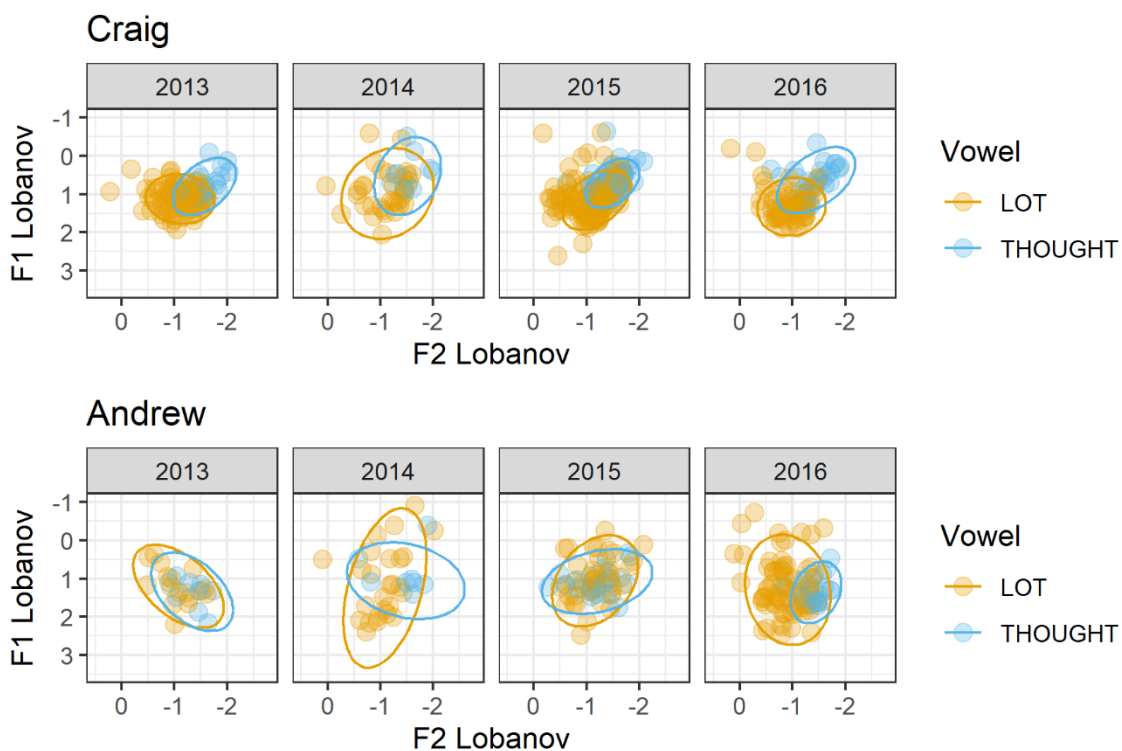 Craig
2013 2014 2015 2016
-1
0
1
2
3
F1 Lobanov
0 -1 -2 0 -1 -2 0 -1 -2 0 -1 -2
F2 Lobanov
Vowel
LOT
THOUGHT
Andrew
2013 2014 2015 2016
-1
0
1
2
3
F1 Lobanov
0 -1 -2 0 -1 -2 0 -1 -2 0 -1 -2
F2 Lobanov
Vowel
LOT
THOUGHT